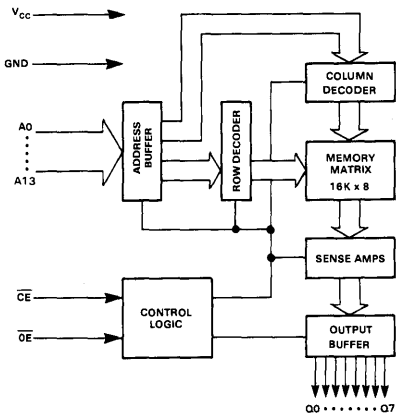 VCC
GND
A0
A13
ADDRESS
BUFFER
ROW DECODER
COLUMN
DECODER
MEMORY
MATRIX
16K x 8
SENSE AMPS
CE
OE
CONTROL
LOGIC
OUTPUT
BUFFER
Q0 Q7